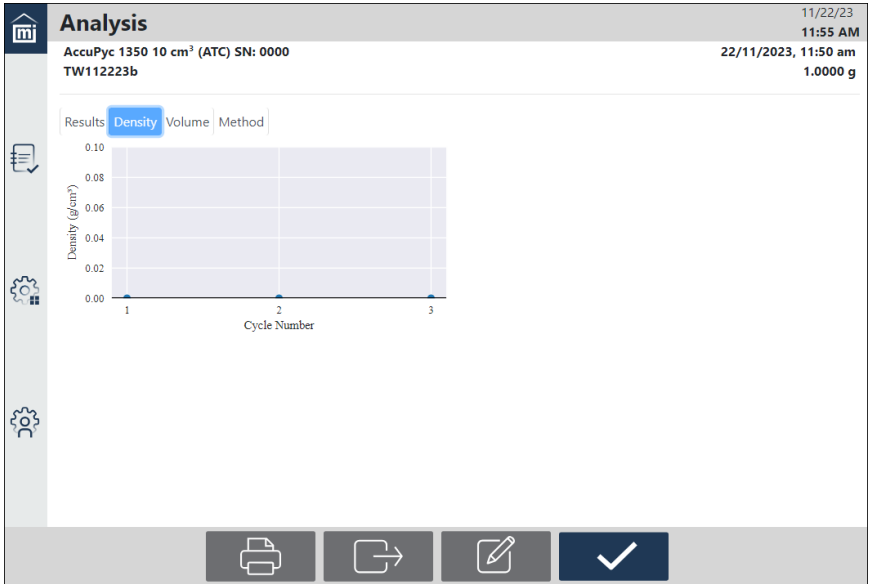 mi
Analysis
11/22/23
11:55 AM
AccuPyc 1350 10 cm³ (ATC) SN: 0000
22/11/2023, 11:50 am
TW112223b
1.0000 g
Results Density Volume Method
0.10
0.08
0.06
0.04
0.02
0.00
Density (g/cm³)
1 2 3
Cycle Number